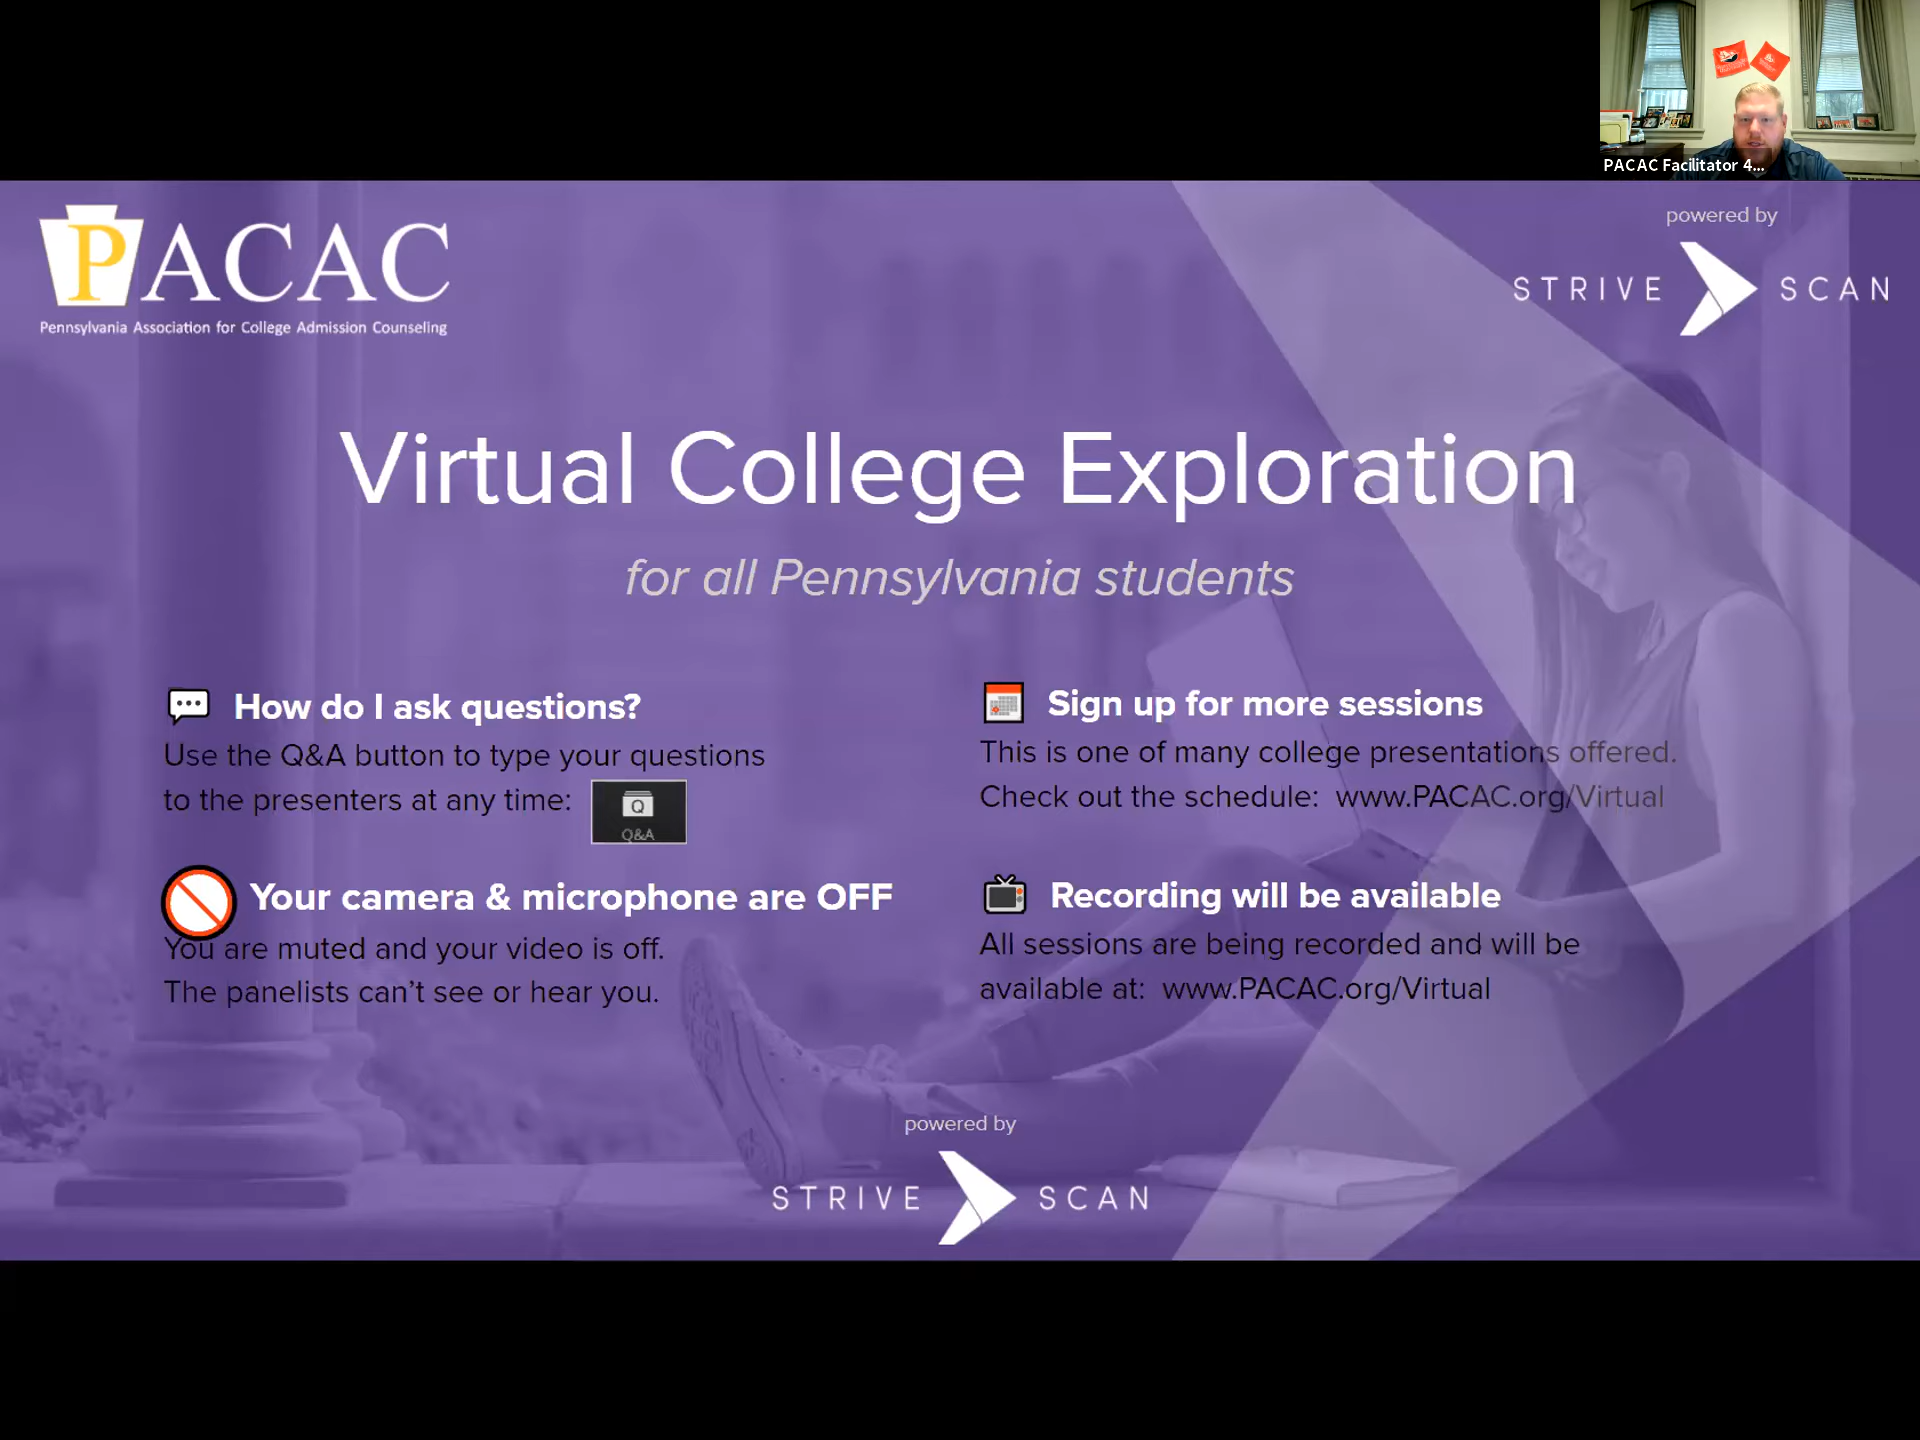 PACAC Facilitator 4...
PACAC
Pennsylvania Association for College Admission Counseling
powered by
STRIVE SCAN
Virtual College Exploration
for all Pennsylvania students
How do I ask questions?
Use the Q&A button to type your questions
to the presenters at any time:
Q
Q&A
Your camera & microphone are OFF
You are muted and your video is off.
The panelists can't see or hear you.
Sign up for more sessions
This is one of many college presentations offered.
Check out the schedule: www.PACAC.org/Virtual
Recording will be available
All sessions are being recorded and will be
available at: www.PACAC.org/Virtual
powered by
STRIVE SCAN